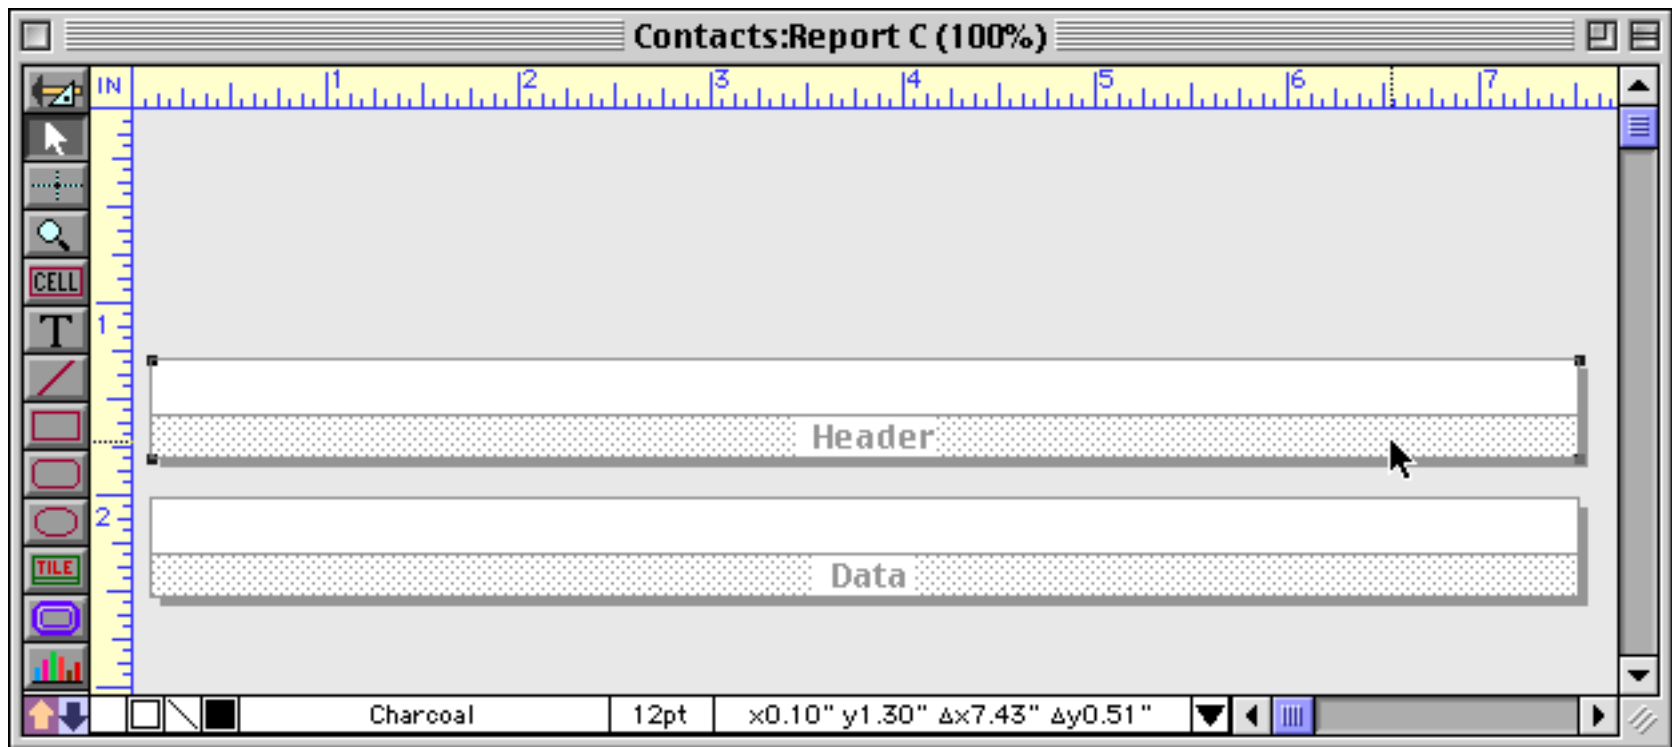 Contacts:Report C (100%)
IN 1 2 3 4 5 6 7
CELL
T
1
Header
2
Data
TILE
Charcoal 12pt x0.10" y1.30" Δx7.43" Δy0.51"